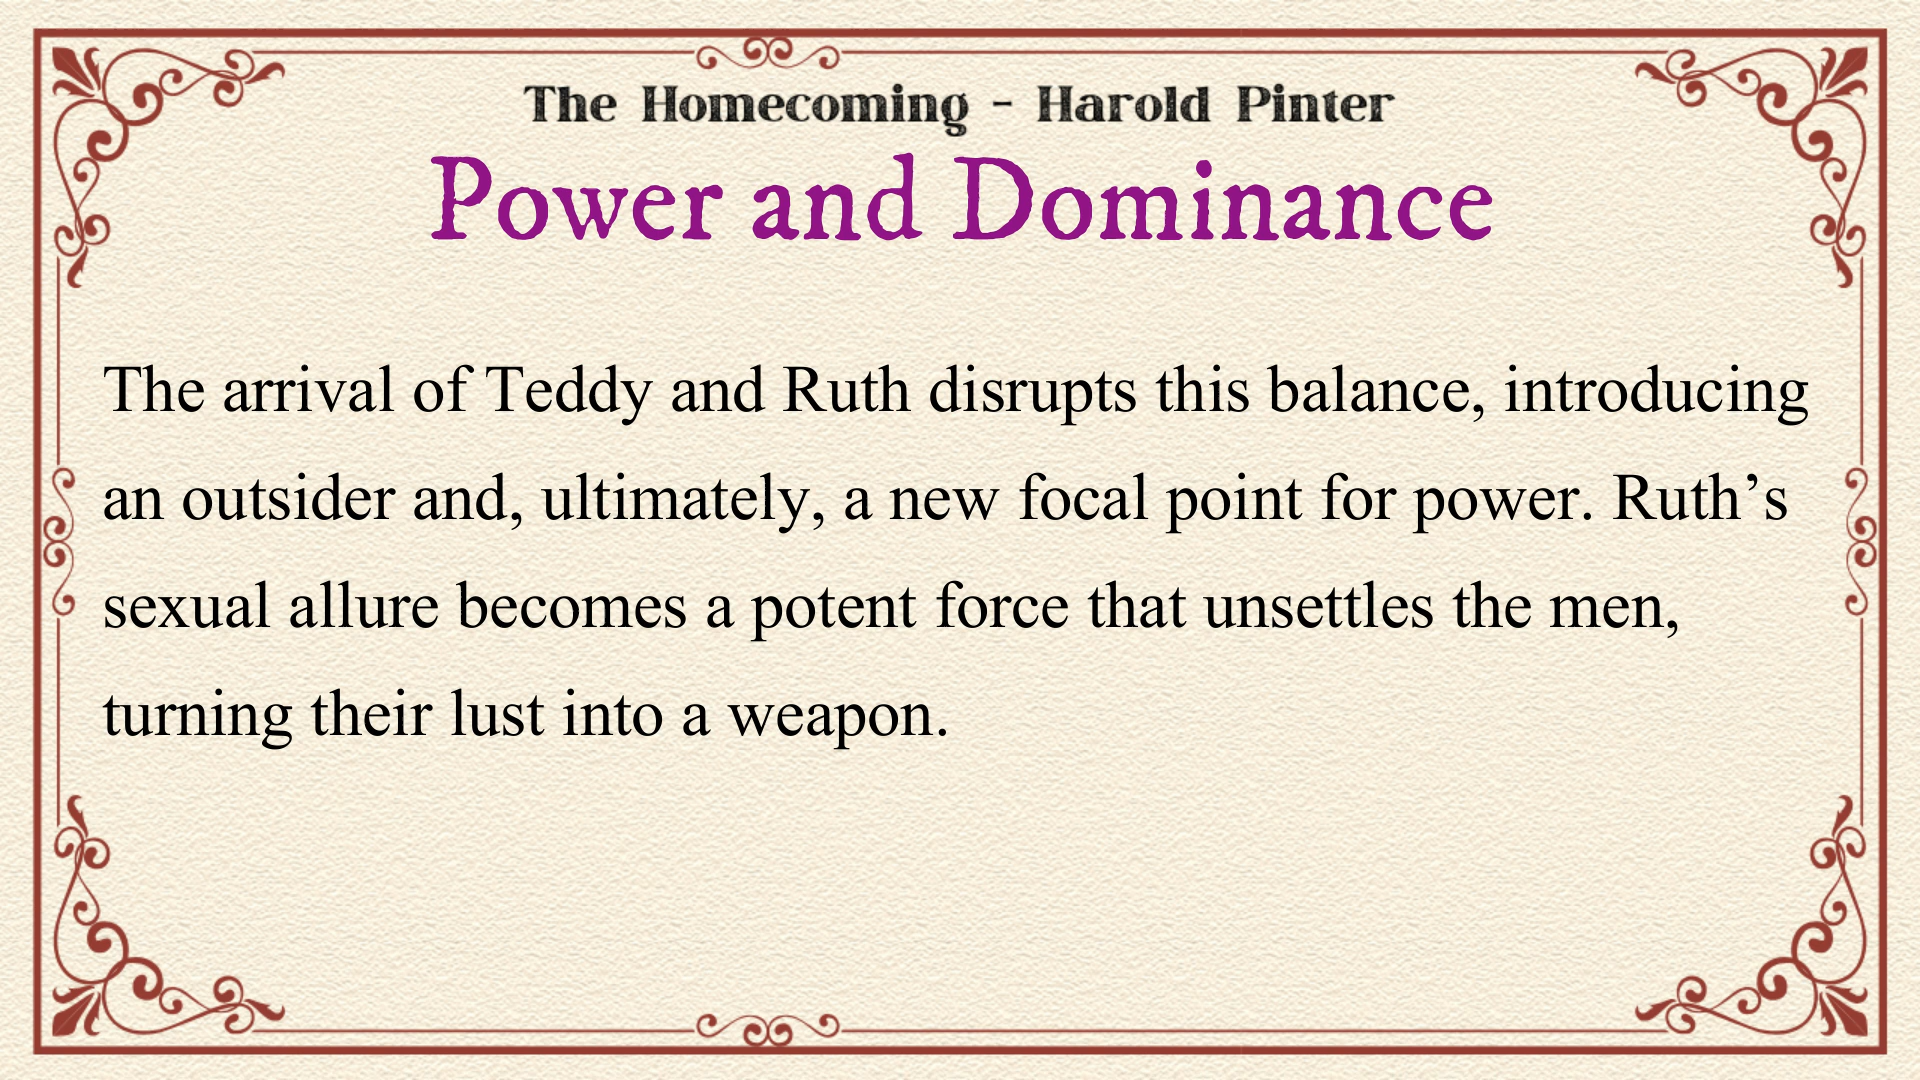 The Homecoming - Harold Pinter
Power and Dominance
The arrival of Teddy and Ruth disrupts this balance, introducing
an outsider and, ultimately, a new focal point for power. Ruth’s
sexual allure becomes a potent force that unsettles the men,
turning their lust into a weapon.